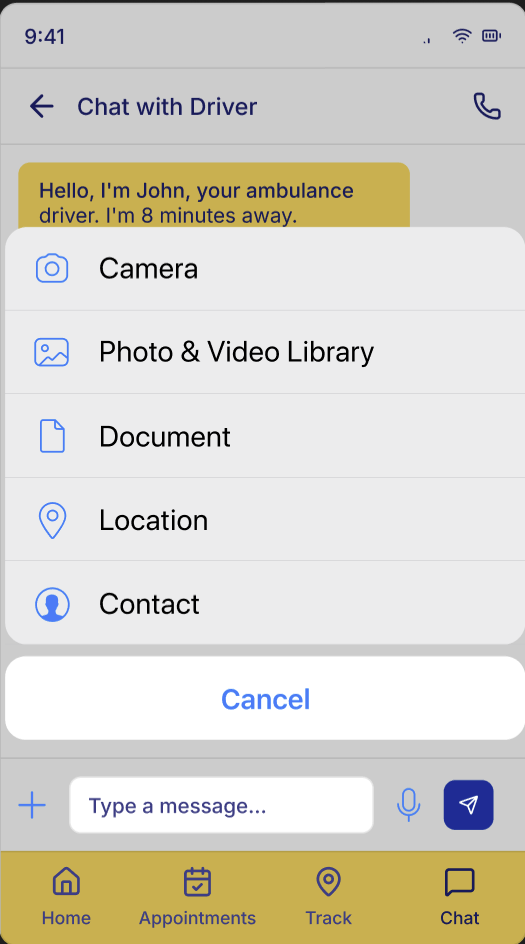 9:41
Chat with Driver
Hello, I'm John, your ambulance
driver. I'm 8 minutes away.
Camera
Photo & Video Library
Document
Location
Contact
Cancel
Type a message...
Home
Appointments
Track
Chat